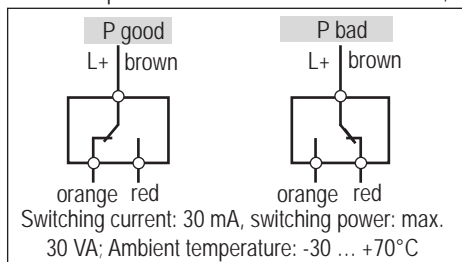 P good P bad
L+ brown L+ brown
orange red orange red
Switching current: 30 mA, switching power: max.
30 VA; Ambient temperature: -30 … +70°C